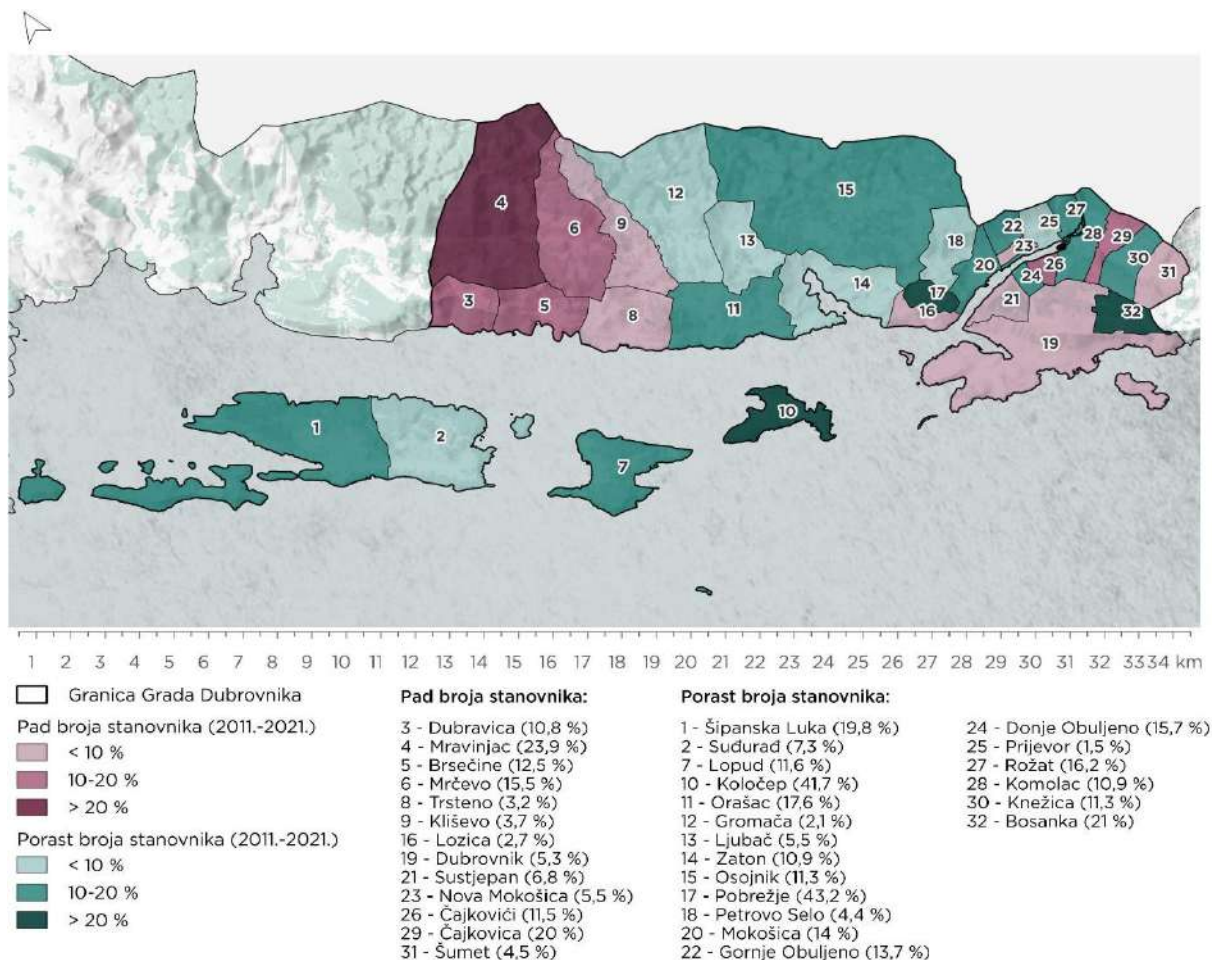 4
6
9
12
13
15
18
22
25
27
23
28
29
20
24
26
30
31
3
5
8
11
14
17
16
21
32
19
1
2
7
10
1 2 3 4 5 6 7 8 9 10 11 12 13 14 15 16 17 18 19 20 21 22 23 24 25 26 27 28 29 30 31 32 33 34 km
Granica Grada Dubrovnika
Pad broja stanovnika (2011.-2021.)
< 10 %
10-20 %
> 20 %
Porast broja stanovnika (2011.-2021.)
< 10 %
10-20 %
> 20 %
Pad broja stanovnika:
3 - Dubravica (10,8 %)
4 - Mravinjac (23,9 %)
5 - Brsečine (12,5 %)
6 - Mrčevo (15,5 %)
8 - Trsteno (3,2 %)
9 - Kliševo (3,7 %)
16 - Lozica (2,7 %)
19 - Dubrovnik (5,3 %)
21 - Sustjepan (6,8 %)
23 - Nova Mokošica (5,5 %)
26 - Čajkovići (11,5 %)
29 - Čajkovica (20 %)
31 - Šumet (4,5 %)
Porast broja stanovnika:
1 - Šipanska Luka (19,8 %)
2 - Suđurađ (7,3 %)
7 - Lopud (11,6 %)
10 - Koločep (41,7 %)
11 - Orašac (17,6 %)
12 - Gromača (2,1 %)
13 - Ljubač (5,5 %)
14 - Zaton (10,9 %)
15 - Osojnik (11,3 %)
17 - Pobrežje (43,2 %)
18 - Petrovo Selo (4,4 %)
20 - Mokošica (14 %)
22 - Gornje Obuljeno (13,7 %)
24 - Donje Obuljeno (15,7 %)
25 - Prijevor (1,5 %)
27 - Rožat (16,2 %)
28 - Komolac (10,9 %)
30 - Knežica (11,3 %)
32 - Bosanka (21 %)